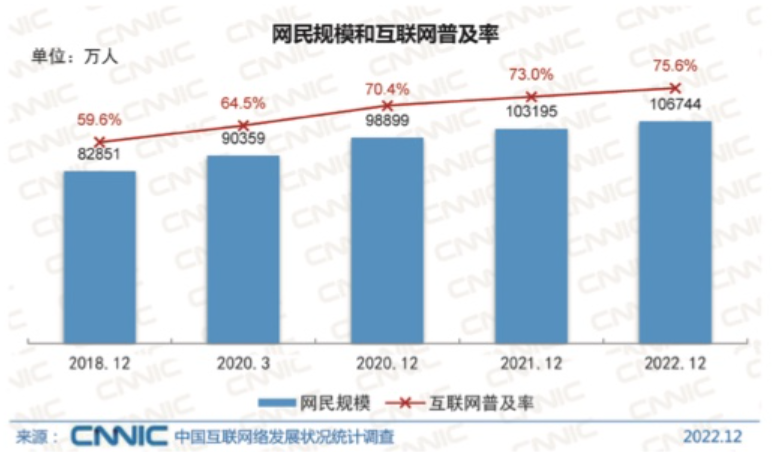 网民规模和互联网普及率
单位：万人
59.6% 64.5% 70.4% 73.0% 75.6%
82851 90359 98899 103195 106744
2018.12 2020.3 2020.12 2021.12 2022.12
网民规模 互联网普及率
来源： CNNIC 中国互联网络发展状况统计调查 2022.12